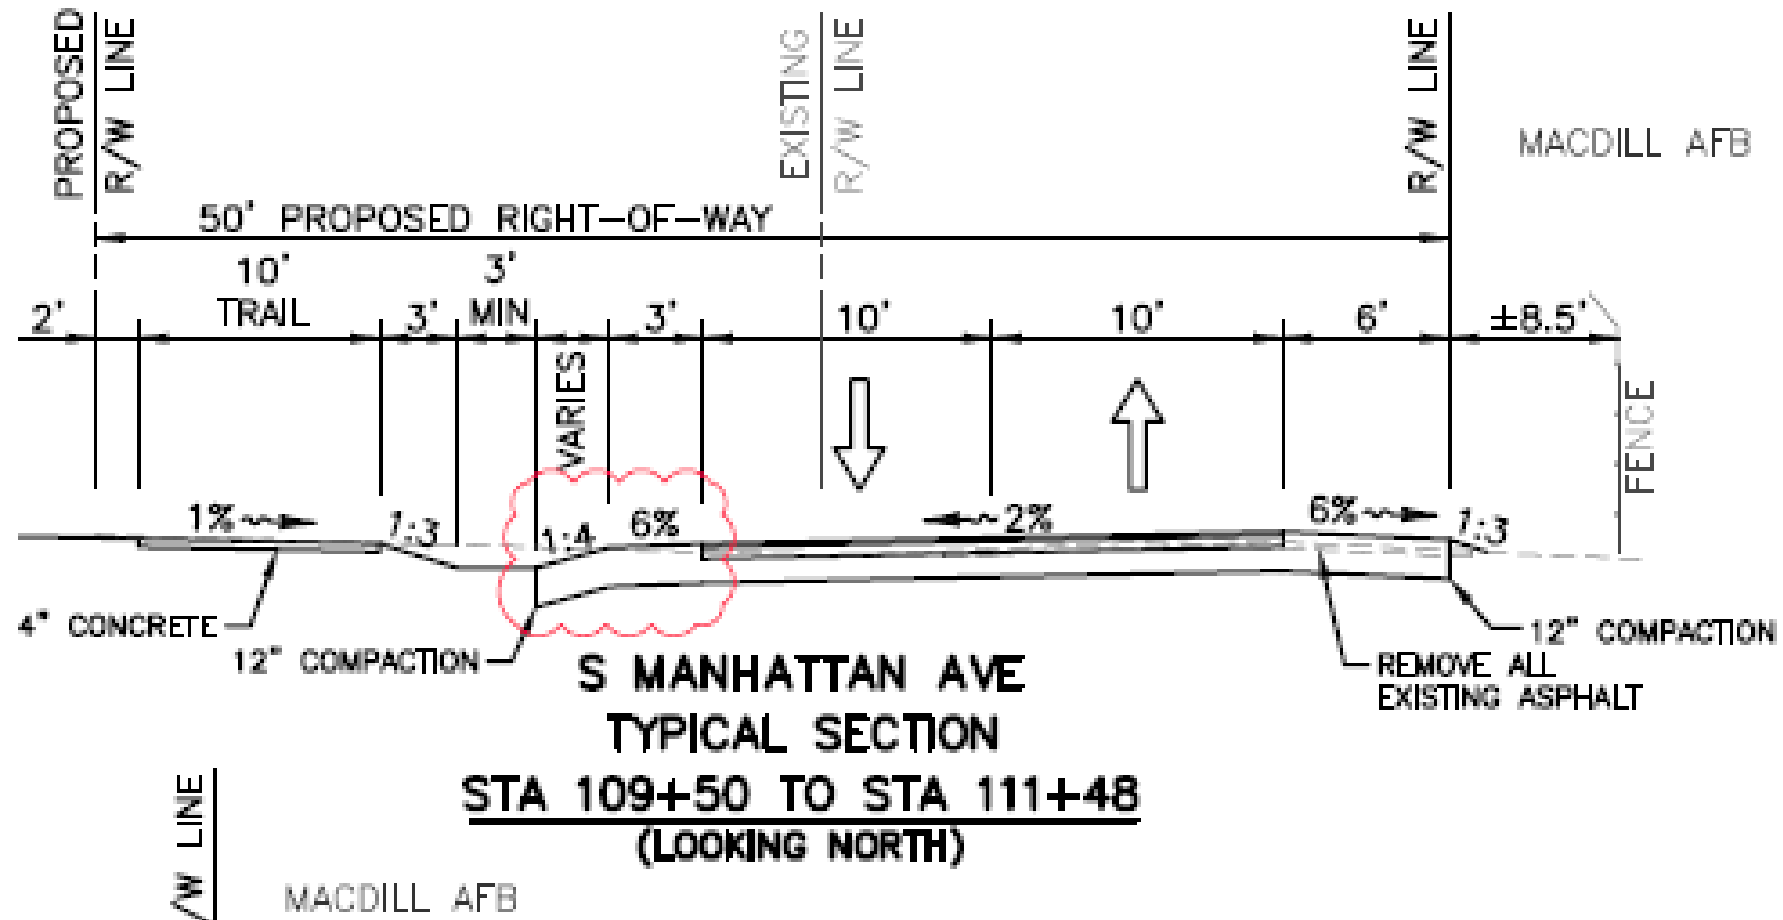 PROPOSED
R/W LINE
EXISTING
R/W LINE
R/W LINE
MACDILL AFB
50' PROPOSED RIGHT-OF-WAY
10'
TRAIL
3'
MIN
2'
3'
VARIES
3'
10'
10'
6'
±8.5'
FENCE
1%
1:3
1:4
6%
2%
6%
1:3
4" CONCRETE
12" COMPACTION
12" COMPACTION
REMOVE ALL
EXISTING ASPHALT
S MANHATTAN AVE
TYPICAL SECTION
STA 109+50 TO STA 111+48
(LOOKING NORTH)
/W LINE
MACDILL AFB